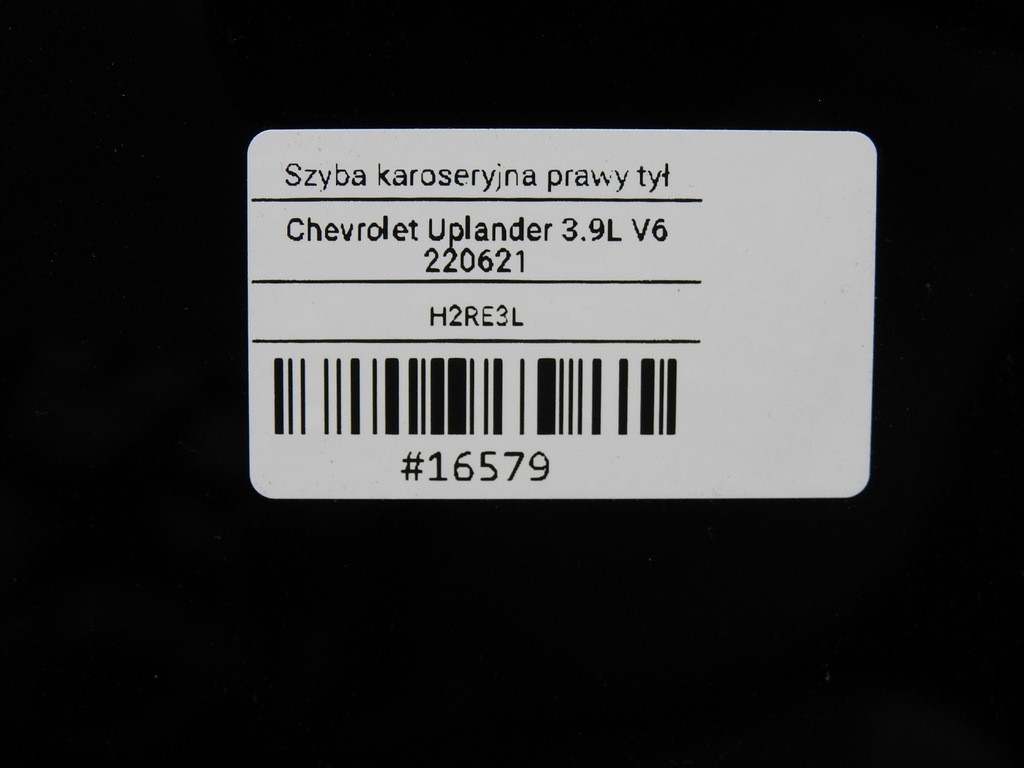 Szyba karoseryjna prawy tył
Chevrolet Uplander 3.9L V6
220621
H2RE3L
#16579